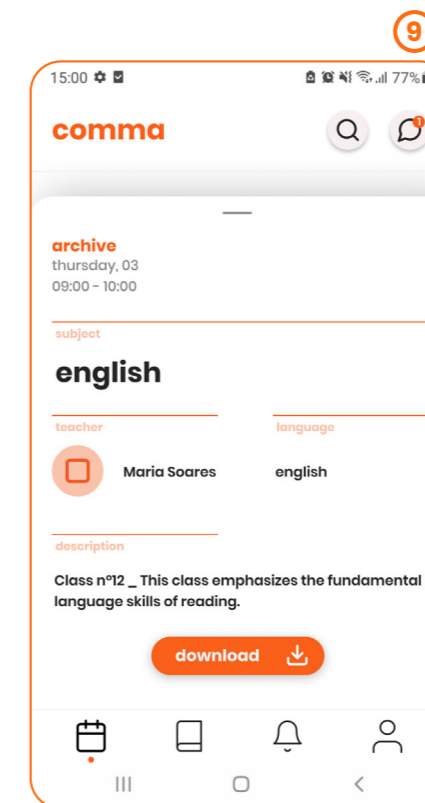 9
15:00 77%
comma
1
archive
thursday, 03
09:00 - 10:00
subject
english
teacher
language
Maria Soares
english
description
Class nº12 _ This class emphasizes the fundamental
language skills of reading.
download